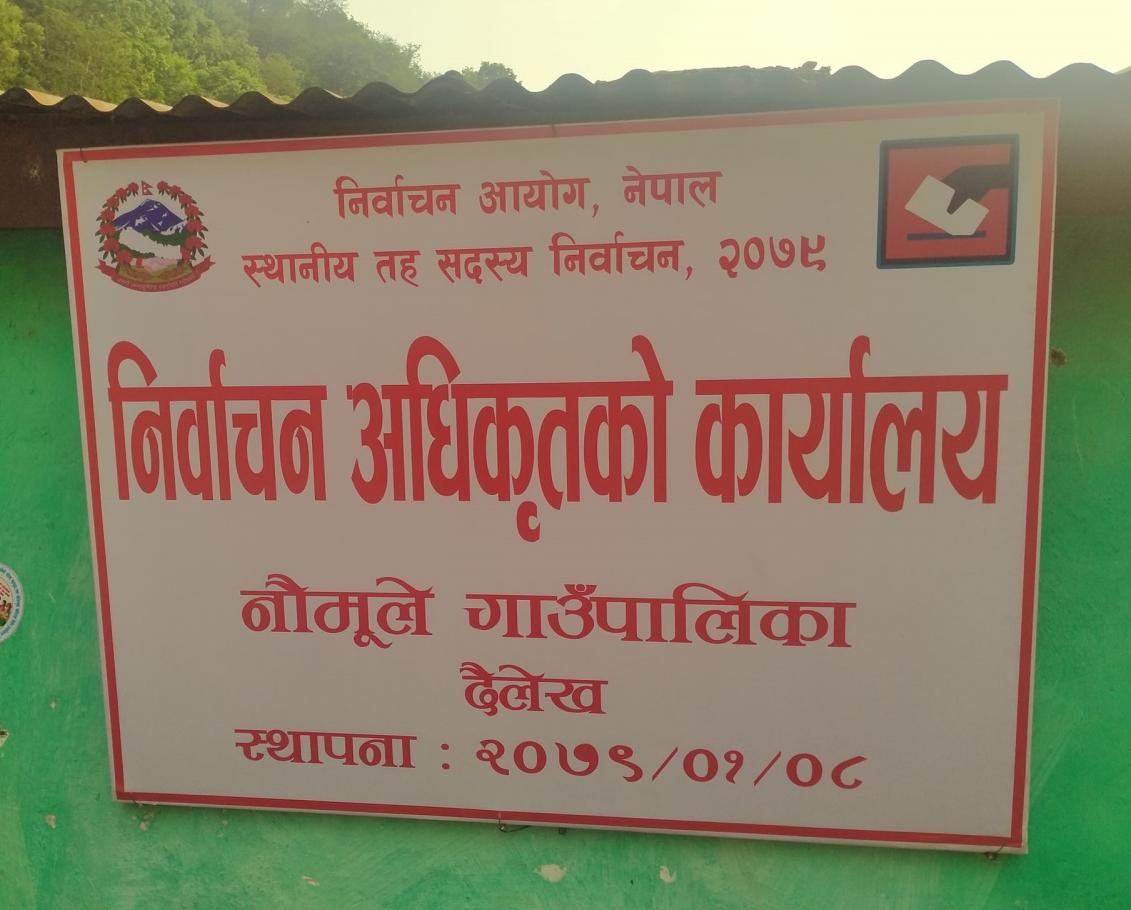 निर्वाचन आयोग, नेपाल
स्थानीय तह सदस्य निर्वाचन, २०७९
निर्वाचन अधिकृतको कार्यालय
नौमूले गाउँपालिका
दैलेख
स्थापना : २०७९/०१/०८